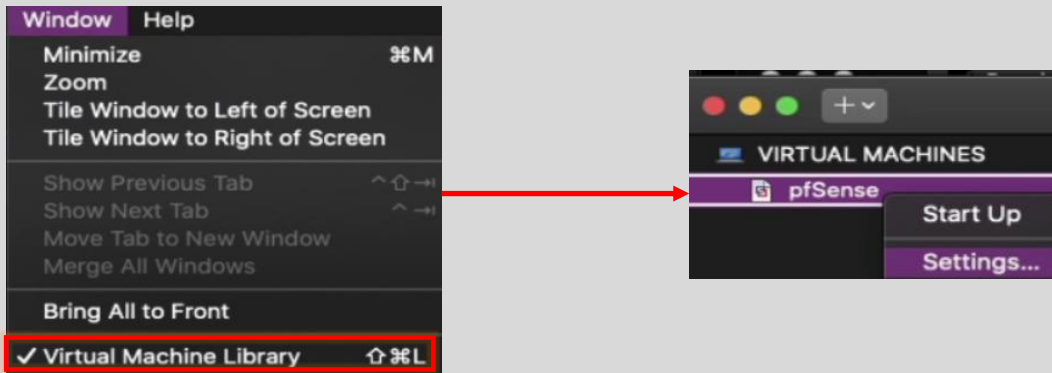 Window Help
Minimize ⌘M
Zoom
Tile Window to Left of Screen
Tile Window to Right of Screen
Show Previous Tab ⌃⇧⇥
Show Next Tab ⌃⇥
Move Tab to New Window
Merge All Windows
Bring All to Front
✓ Virtual Machine Library ⇧⌘L
VIRTUAL MACHINES
pfSense
Start Up
Settings...